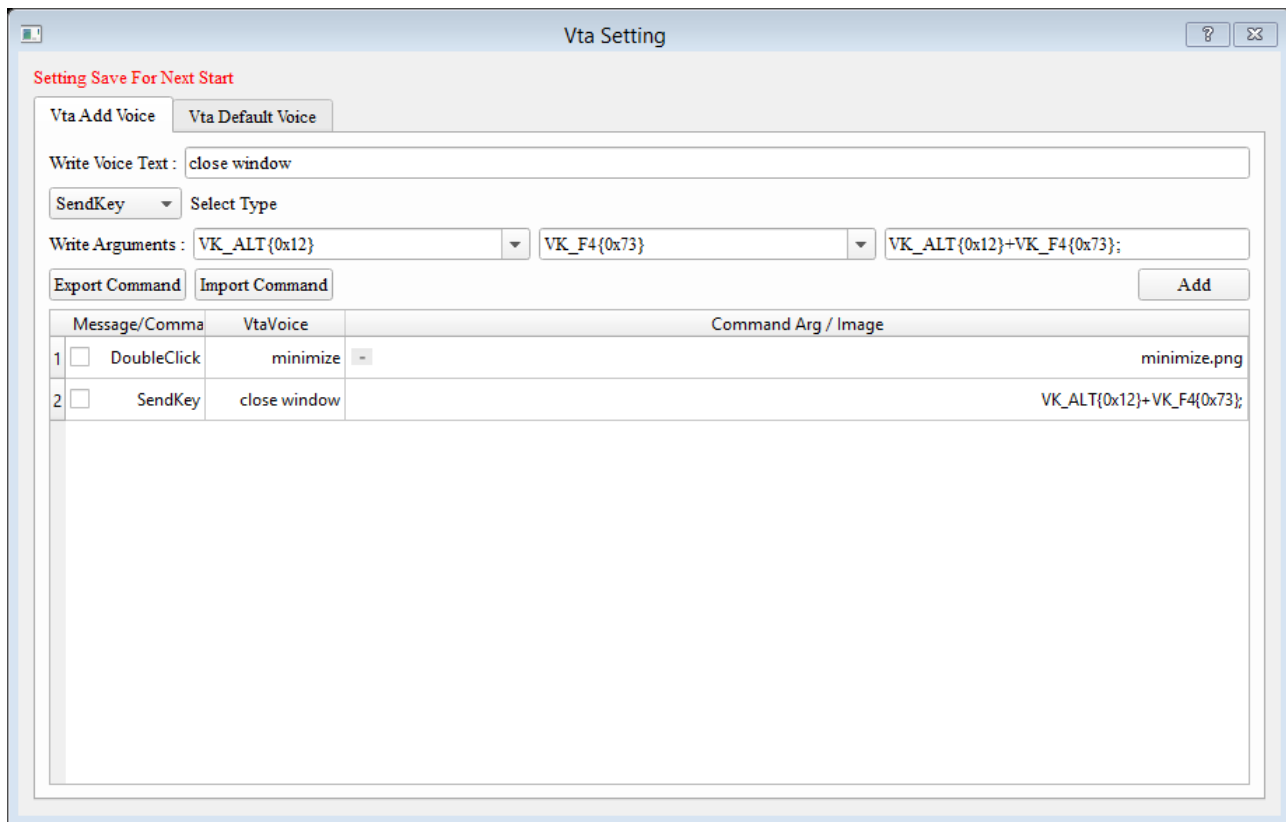 Vta Setting
Setting Save For Next Start
Vta Add Voice Vta Default Voice
Write Voice Text : close window
SendKey Select Type
Write Arguments : VK_ALT{0x12} VK_F4{0x73} VK_ALT{0x12}+VK_F4{0x73};
Export Command Import Command Add
Message/Comma VtaVoice Command Arg / Image
1 DoubleClick minimize - minimize.png
2 SendKey close window VK_ALT{0x12}+VK_F4{0x73};